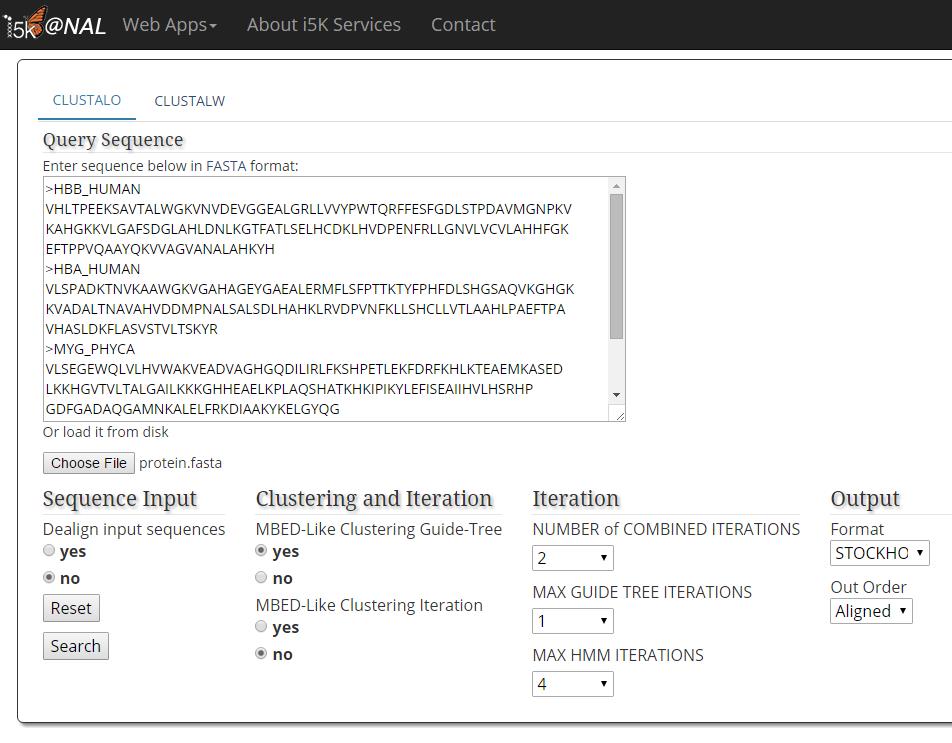 i5K@NAL Web Apps About i5K Services Contact
CLUSTALO CLUSTALW
Query Sequence
Enter sequence below in FASTA format:
>HBB_HUMAN
VHLTPEEKSAVTALWGKVNVDEVGGEALGRLLVVYPWTQRFFESFGDLSTPDAVMGNPKV
KAHGKKVLGAFSDGLAHLDNLKGTFATLSELHCDKLHVDPENFRLLGNVLVCVLAHHFGK
EFTPPVQAAYQKVVAGVANALAHKYH
>HBA_HUMAN
VLSPADKTNVKAAWGKVGAHAGEYGAEALERMFLSFPTTKTYFPHFDLSHGSAQVKGHGK
KVADALTNAVAHVDDMPNALSALSDLHAHKLRVDPVNFKLLSHCLLVTLAAHLPAEFTPA
VHASLDKFLASVSTVLTSKYR
>MYG_PHYCA
VLSEGEWQLVLHVWAKVEADVAGHGQDILIRLFKSHPETLEKFDRFKHLKTEAEMKASED
LKKHGVTVLTALGAILKKKGHHEAELKPLAQSHATKHKIPIKYLEFISEAIIHVLHSRHP
GDFGADAQGAMNKALELFRKDIAAKYKELGYQG
Or load it from disk
Choose File protein.fasta
Sequence Input
Dealign input sequences
yes
no
Reset
Search
Clustering and Iteration
MBED-Like Clustering Guide-Tree
yes
no
MBED-Like Clustering Iteration
yes
no
Iteration
NUMBER of COMBINED ITERATIONS
2
MAX GUIDE TREE ITERATIONS
1
MAX HMM ITERATIONS
4
Output
Format
STOCKHO
Out Order
Aligned